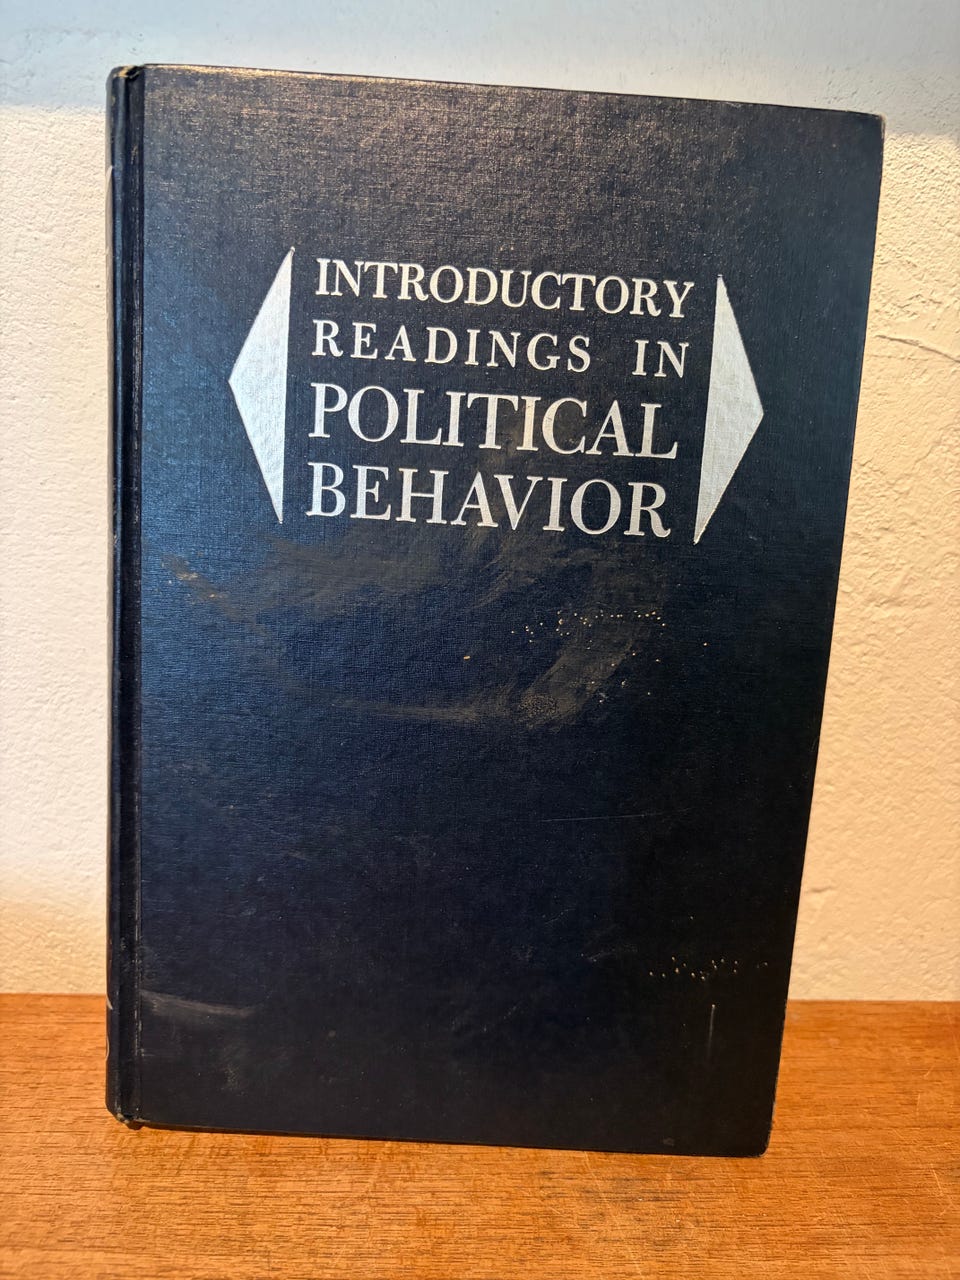 INTRODUCTORY
READINGS IN
POLITICAL
BEHAVIOR